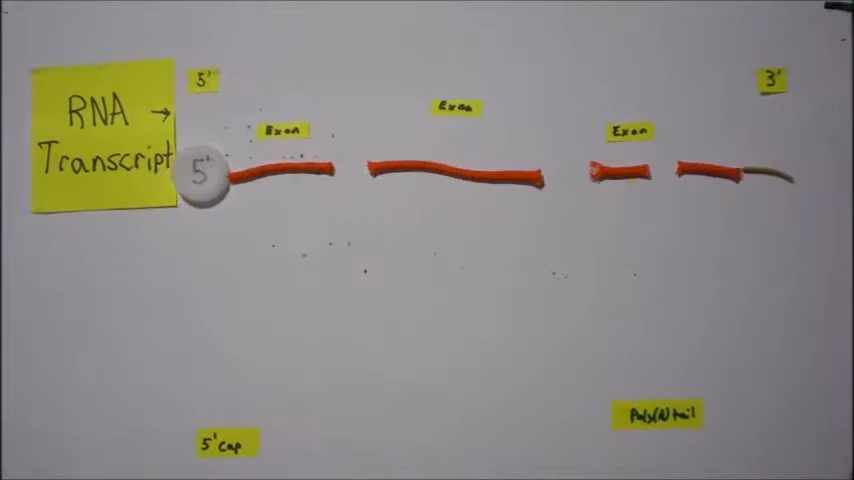 5'
3'
Exon
Exon
Exon
RNA →
Transcript
5'
Poly(A) tail
5' Cap